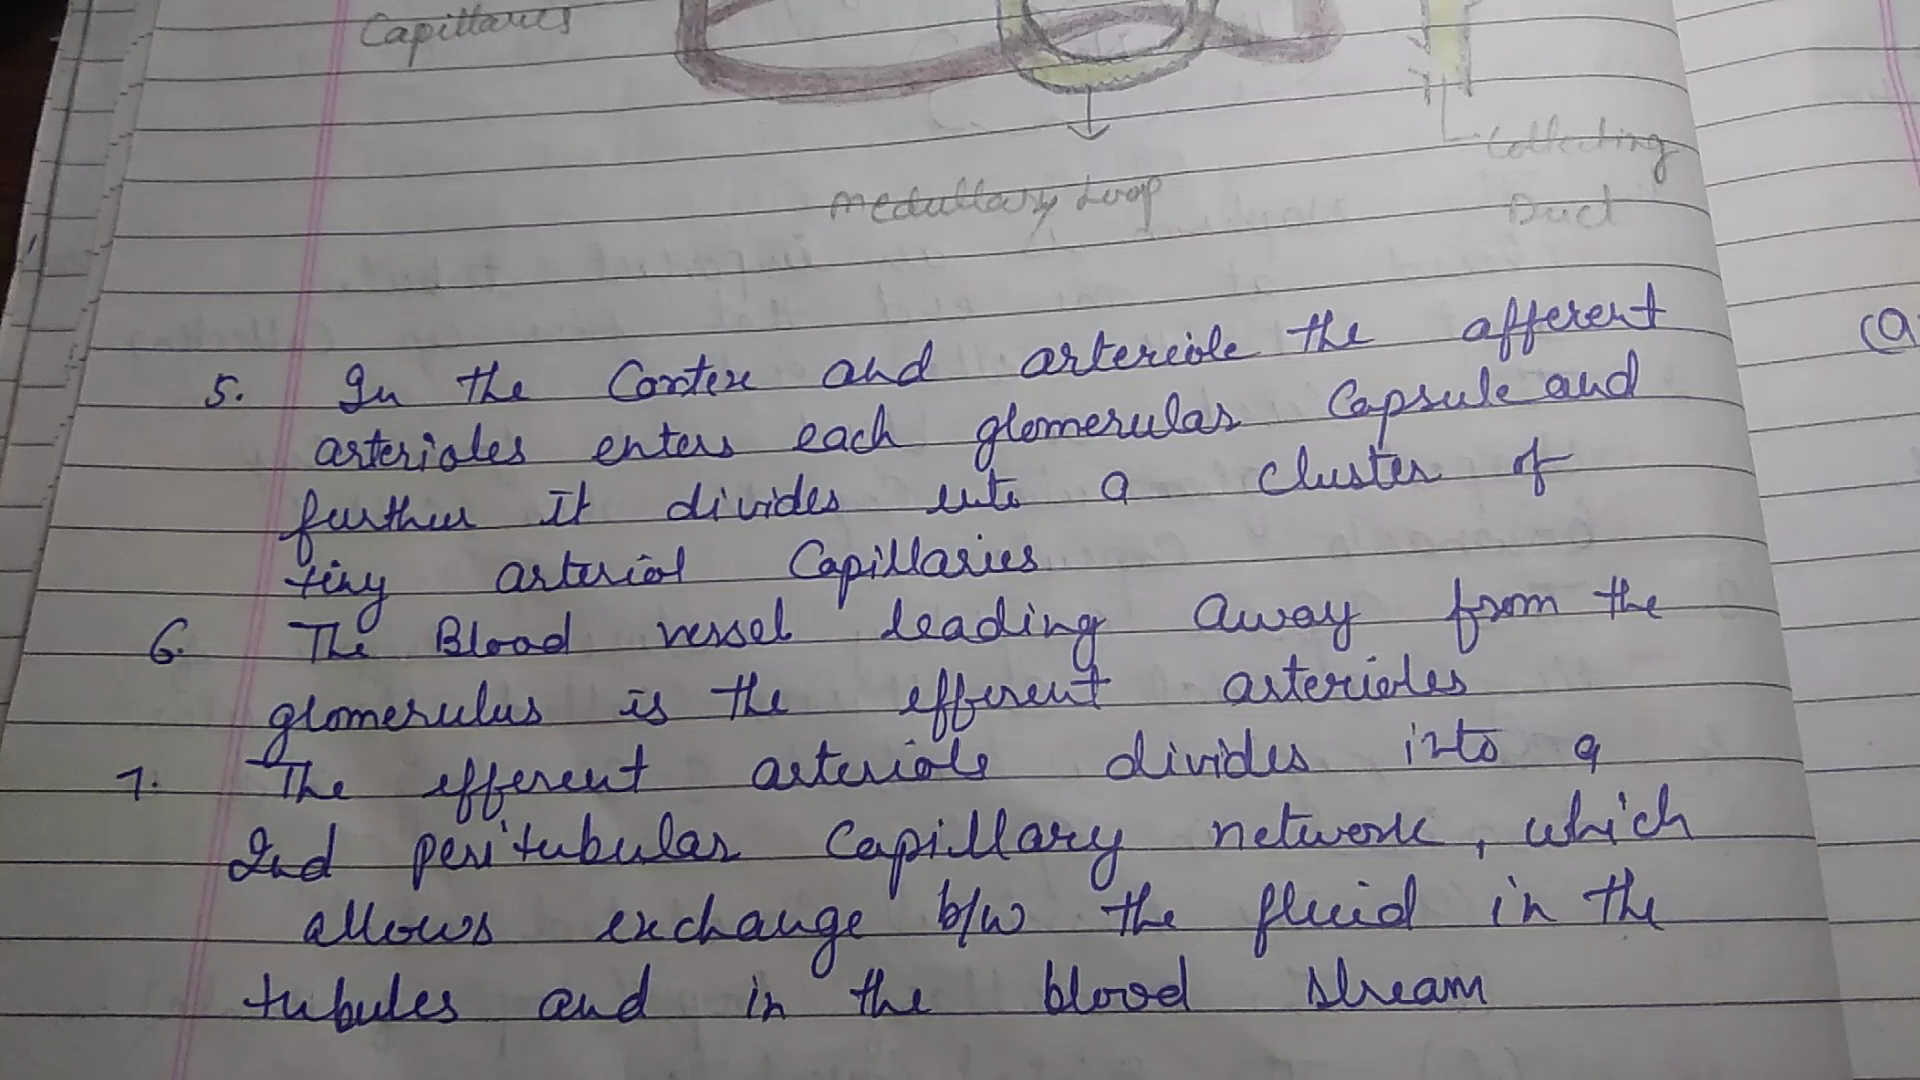 Capillaries
Collecting
Duct
medullary Loop
5. In the Cortex and artereiole the afferent
arterioles enters each glomerular Capsule and
further It divides into a cluster of
tiny arterial Capillaries
6. The Blood vessel leading away from the
glomerulus is the efferent arterioles
7. The efferent arteriole divides into a
2nd peritubular Capillary network, which
allows exchange b/w the fluid in the
tubules and in the blood stream
(a